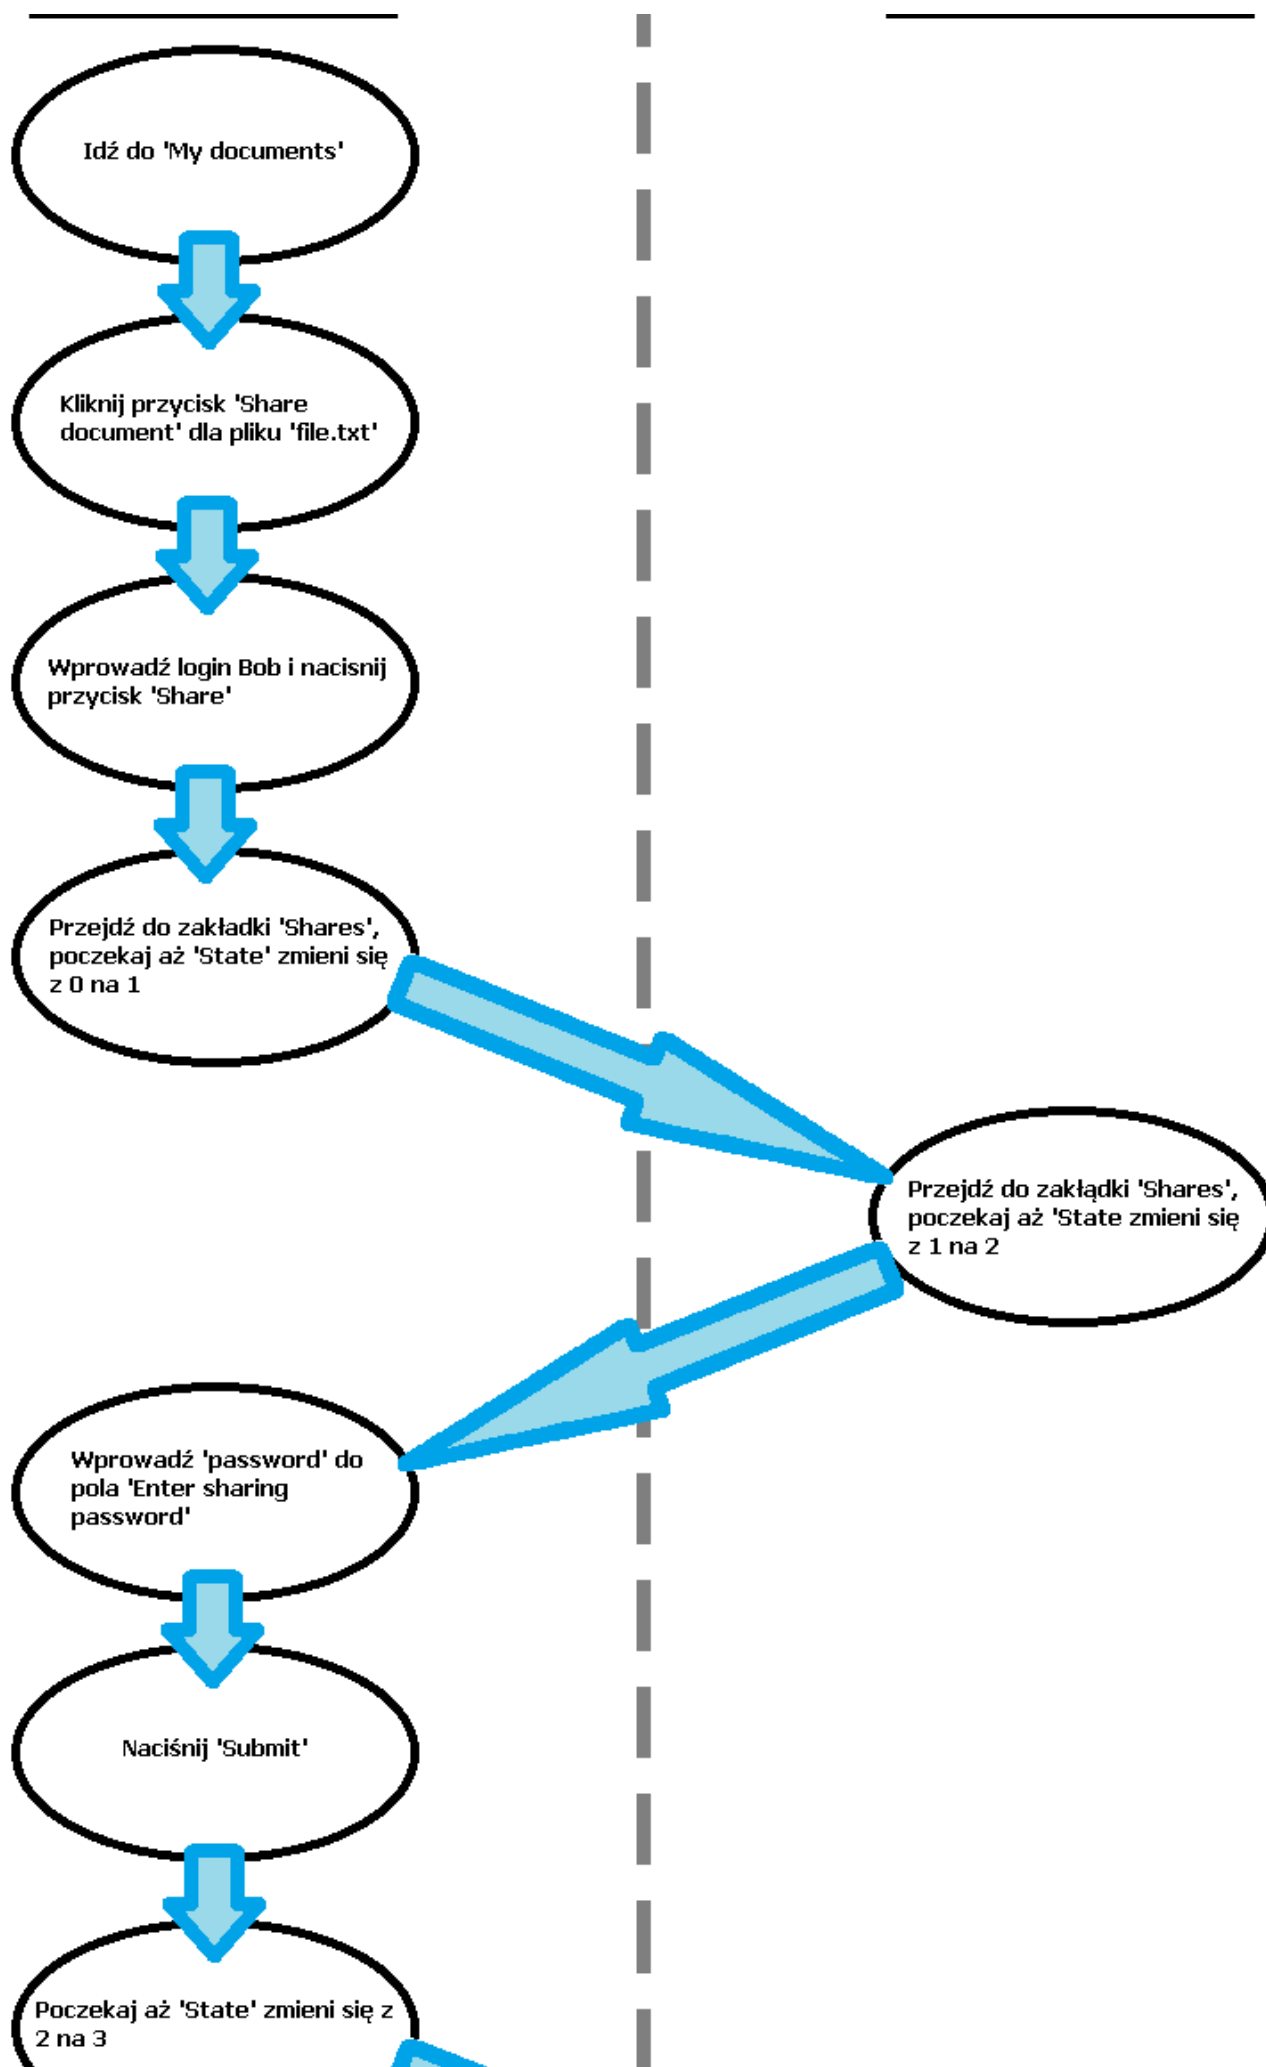 Idź do 'My documents'
Kliknij przycisk 'Share
document' dla pliku 'file.txt'
Wprowadź login Bob i nacisnij
przycisk 'Share'
Przejdź do zakładki 'Shares',
poczekaj aż 'State' zmieni się
z 0 na 1
Przejdź do zakłądki 'Shares',
poczekaj aż 'State zmieni się
z 1 na 2
Wprowadź 'password' do
pola 'Enter sharing
password'
Naciśnij 'Submit'
Poczekaj aż 'State' zmieni się z
2 na 3